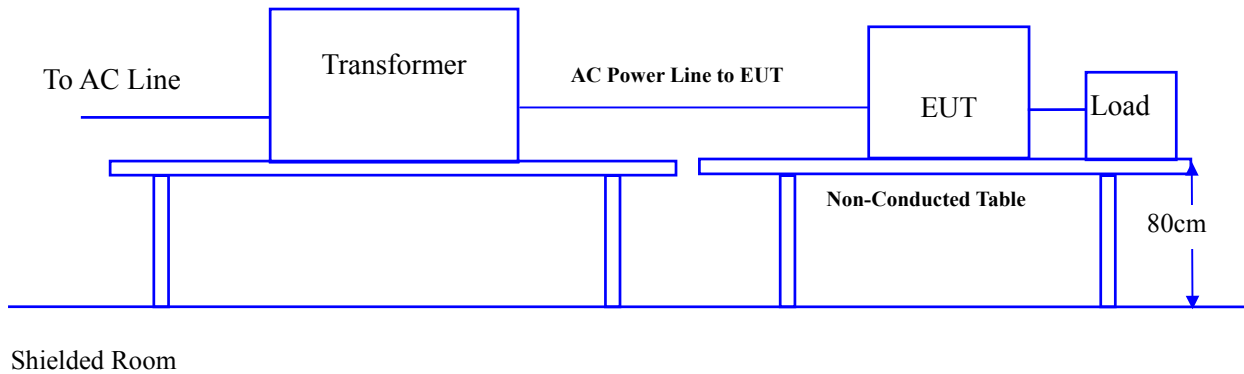 To AC Line
Transformer
AC Power Line to EUT
EUT
Load
Non-Conducted Table
80cm
Shielded Room